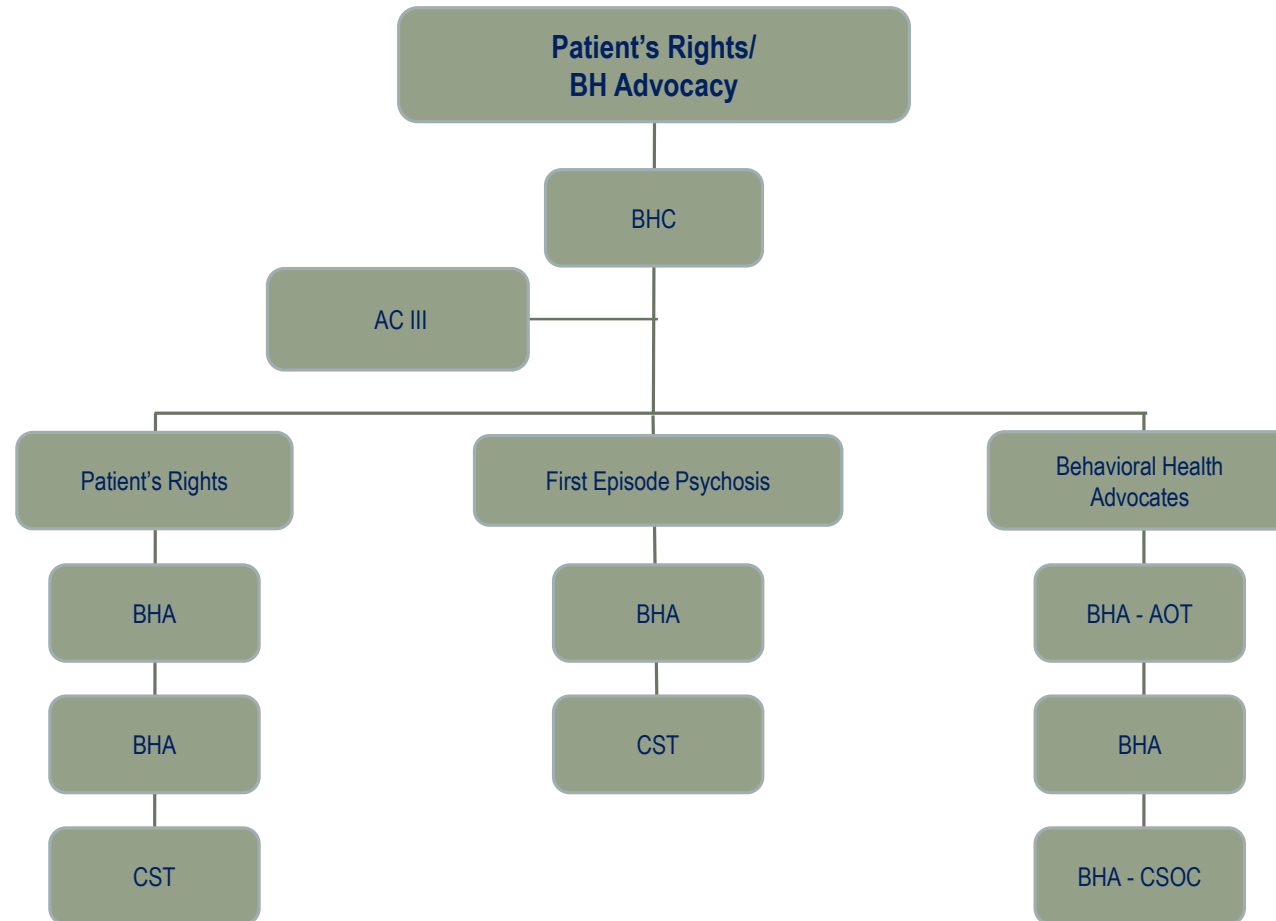 Patient’s Rights/
BH Advocacy
BHC
AC III
Patient’s Rights
First Episode Psychosis
Behavioral Health
Advocates
BHA
BHA
BHA - AOT
BHA
CST
BHA
CST
BHA - CSOC